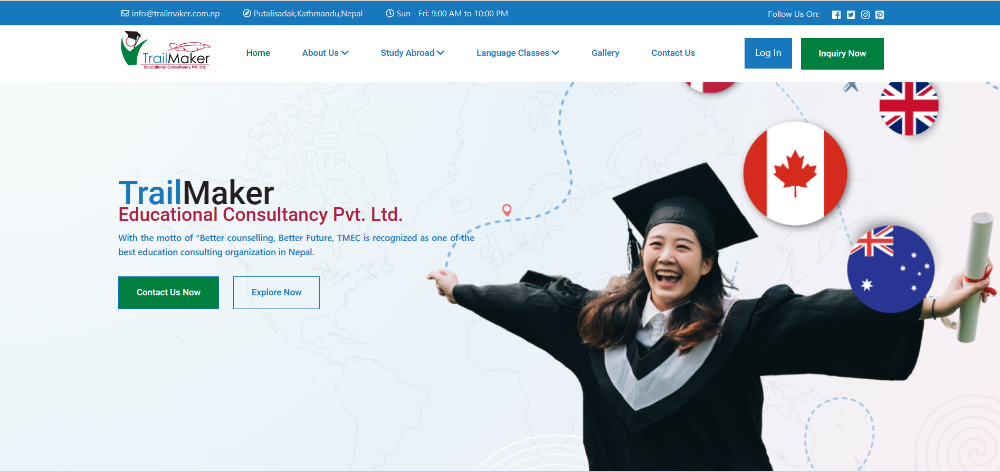 info@trailmaker.com.np Putalisadak,Kathmandu,Nepal Sun - Fri: 9:00 AM to 10:00 PM Follow Us On:
TrailMaker
Educational Consultancy Pvt. Ltd.
Home About Us Study Abroad Language Classes Gallery Contact Us Log In Inquiry Now
TrailMaker
Educational Consultancy Pvt. Ltd.
With the motto of “Better counselling, Better Future, TMEC is recognized as one of the
best education consulting organization in Nepal.
Contact Us Now Explore Now